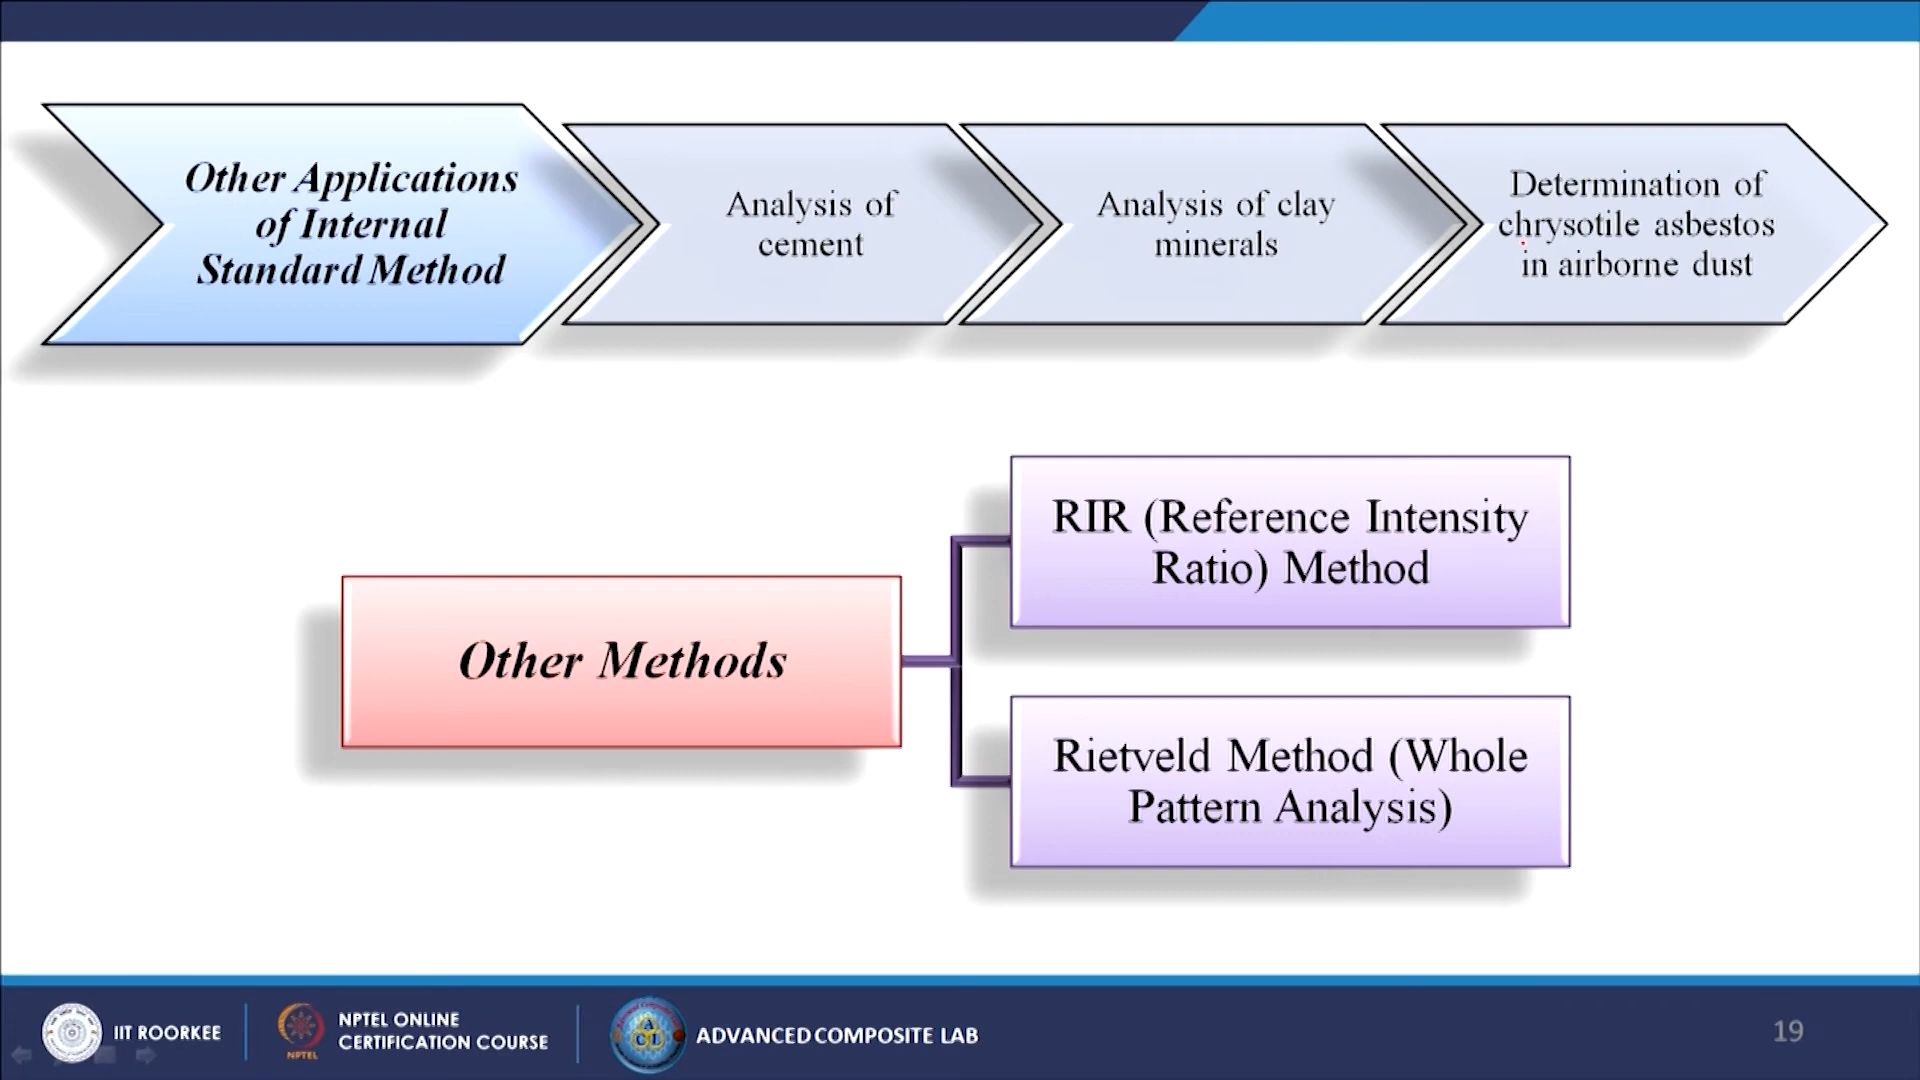 Other Applications
of Internal
Standard Method
Analysis of
cement
Analysis of clay
minerals
Determination of
chrysotile asbestos
in airborne dust
Other Methods
RIR (Reference Intensity
Ratio) Method
Rietveld Method (Whole
Pattern Analysis)
IIT ROORKEE
NPTEL
NPTEL ONLINE
CERTIFICATION COURSE
ADVANCED COMPOSITE LAB
19